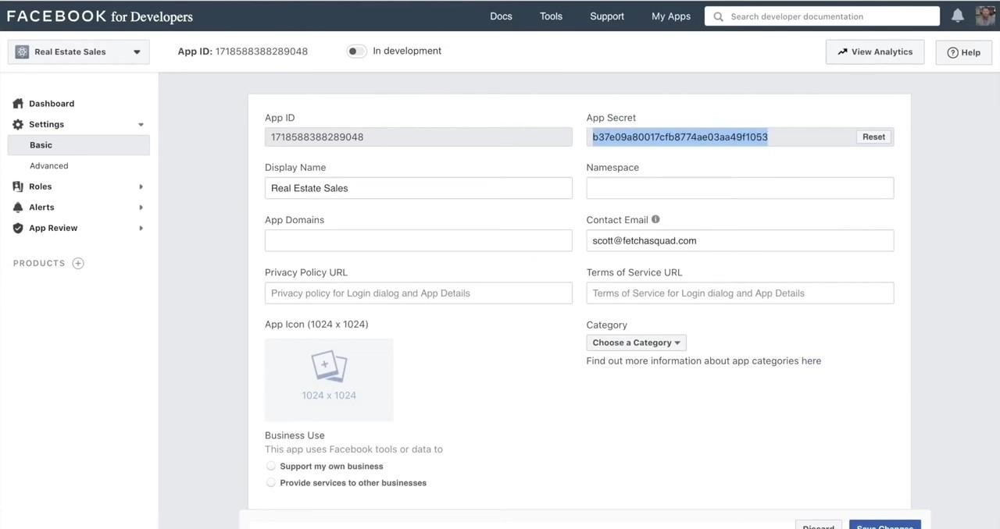 FACEBOOK for Developers
Docs
Tools
Support
My Apps
Search developer documentation
Real Estate Sales
App ID: 1718588388289048
In development
View Analytics
Help
Dashboard
Settings
Basic
Advanced
Roles
Alerts
App Review
PRODUCTS
App ID
1718588388289048
App Secret
b37e09a80017cfb8774ae03aa49f1053
Reset
Display Name
Real Estate Sales
Namespace
App Domains
Contact Email
scott@fetchasquad.com
Privacy Policy URL
Privacy policy for Login dialog and App Details
Terms of Service URL
Terms of Service for Login dialog and App Details
App Icon (1024 x 1024)
1024 x 1024
Category
Choose a Category
Find out more information about app categories here
Business Use
This app uses Facebook tools or data to
Support my own business
Provide services to other businesses
Discard
Save Changes